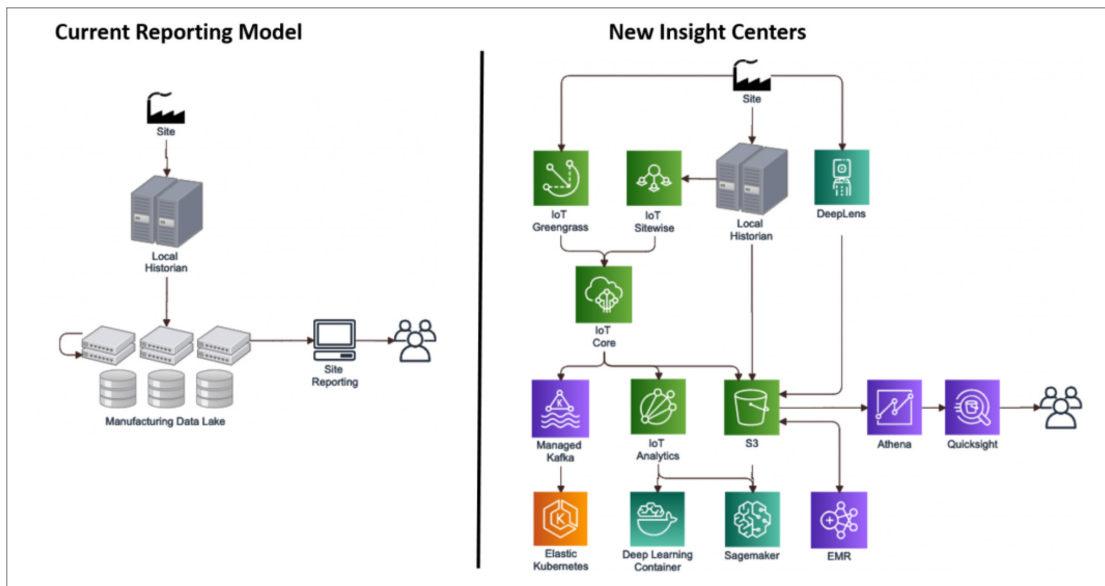 Current Reporting Model
Site
Local
Historian
Manufacturing Data Lake
Site
Reporting
New Insight Centers
Site
IoT
Greengrass
IoT
Sitewise
Local
Historian
DeepLens
IoT
Core
Managed
Kafka
IoT
Analytics
S3
Athena
Quicksight
Elastic
Kubernetes
Deep Learning
Container
Sagemaker
EMR